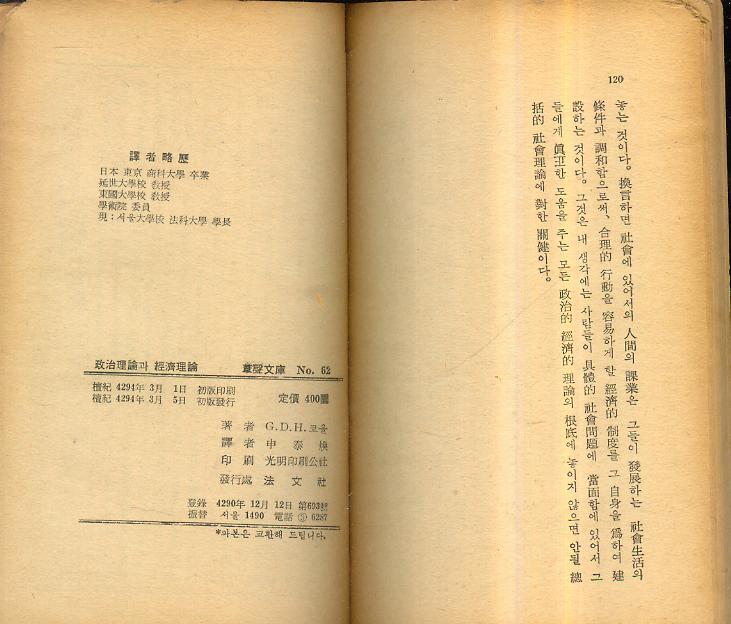 120
놓는 것이다. 換言하면 社會에 있어서의 人間의 課業은 그들이 發展하는 社會生活의
條件과 調和함으로써, 合理的 行動을 容易하게 할 經濟的 制度를 그 自身을 爲하여 建
設하는 것이다. 그것은 내 생각에는 사람들이 具體的 社會問題에 當面함에 있어서 그
들에게 眞正한 도움을 주는 모든 政治的 經濟的 理論의 根底에 놓이지 않으면 안될 總
括的 社會理論에 對한 關健이다.
譯者略歷
日本 東京 商科大學 卒業
延世大學校 敎授
東國大學校 敎授
學術院 委員
現：서울大學校 法科大學 學長
政治理論과 經濟理論 文庫 No. 62
檀紀 4294年 3月 1日 初版印刷
檀紀 4294年 3月 5日 初版發行
定價 400圜
著者 G.D.H.코올
譯者 申泰煥
印刷 光明印刷公社
發行處 法文社
登錄 4290年 12月 12日 第693號
振替 서울 1490 電話 ③ 6287
*파본은 교환해 드립니다.